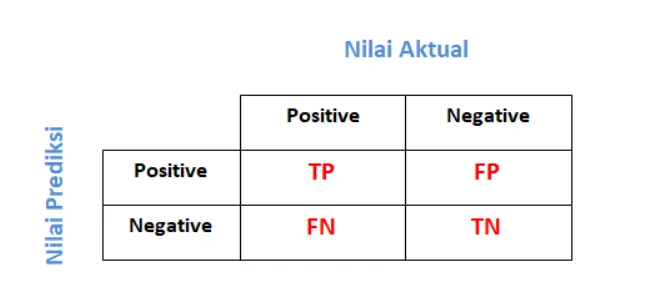 Nilai Aktual
Positive Negative
Nilai Prediksi
Positive TP FP
Negative FN TN